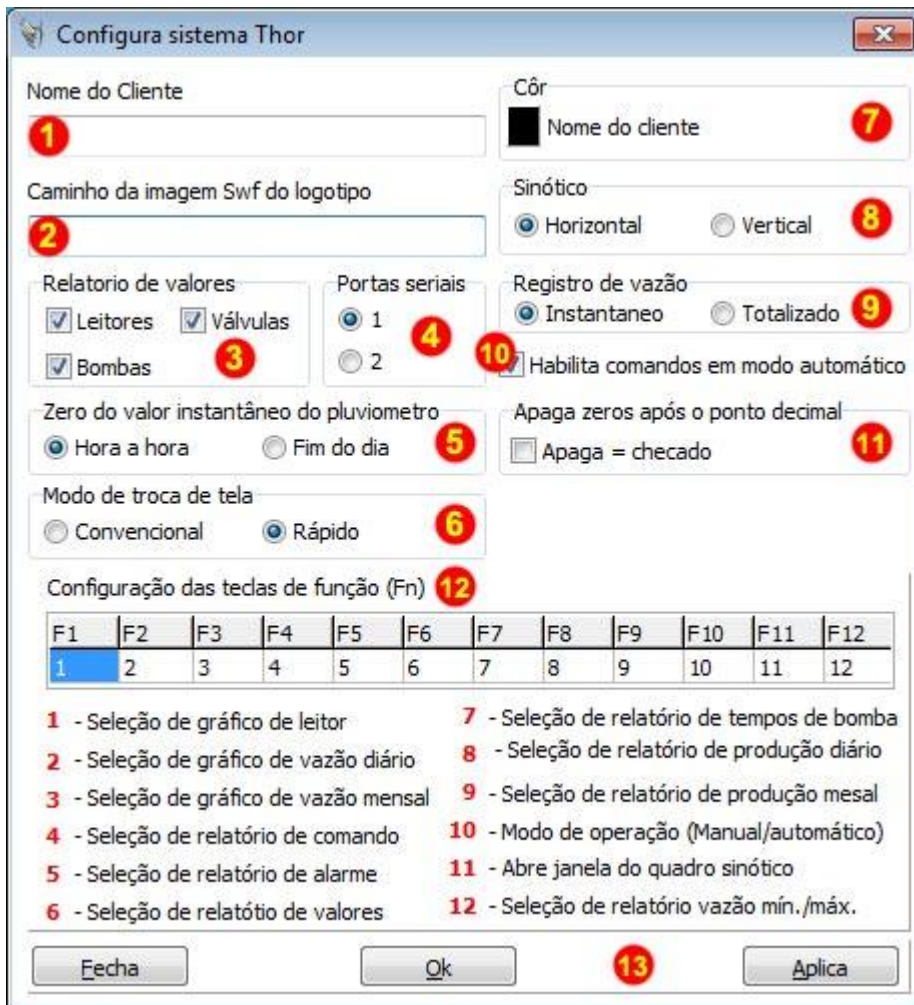 Configura sistema Thor
Nome do Cliente
1
Côr
Nome do cliente
7
Caminho da imagem Swf do logotipo
2
Sinótico
Horizontal Vertical
8
Relatorio de valores
Leitores Válvulas
Bombas
3
Portas seriais
1
2
4
Registro de vazão
Instantaneo Totalizado
9
10
Habilita comandos em modo automático
Zero do valor instantâneo do pluviometro
Hora a hora Fim do dia
5
Apaga zeros após o ponto decimal
Apaga = checado
11
Modo de troca de tela
Convencional Rápido
6
Configuração das teclas de função (Fn) 12
F1 F2 F3 F4 F5 F6 F7 F8 F9 F10 F11 F12
1 2 3 4 5 6 7 8 9 10 11 12
1 - Seleção de gráfico de leitor
2 - Seleção de gráfico de vazão diário
3 - Seleção de gráfico de vazão mensal
4 - Seleção de relatório de comando
5 - Seleção de relatório de alarme
6 - Seleção de relatótio de valores
7 - Seleção de relatório de tempos de bomba
8 - Seleção de relatório de produção diário
9 - Seleção de relatório de produção mesal
10 - Modo de operação (Manual/automático)
11 - Abre janela do quadro sinótico
12 - Seleção de relatório vazão mín./máx.
Fecha Ok 13 Aplica